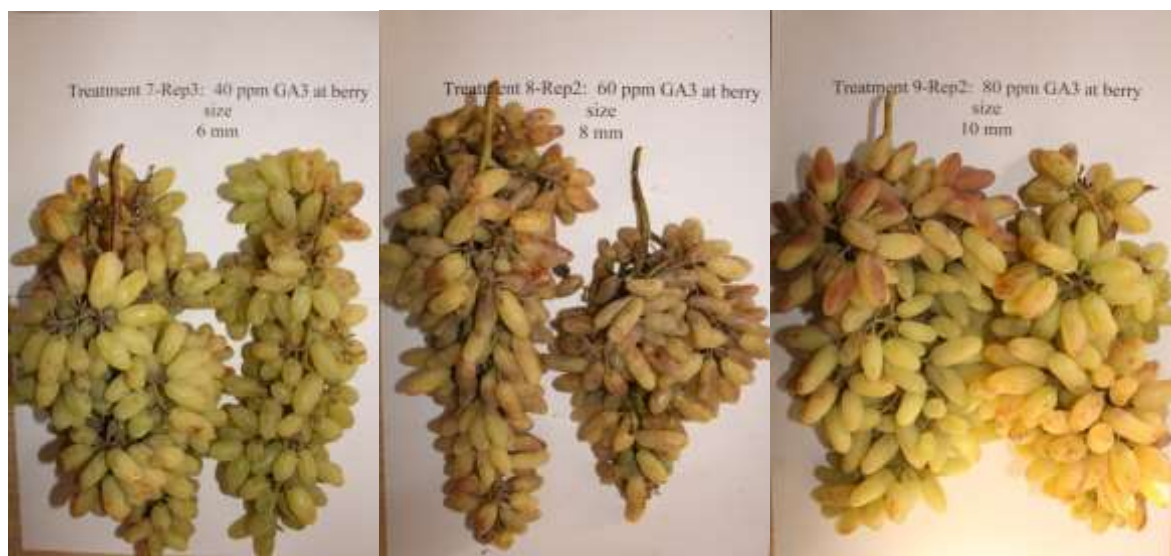 Treatment 7-Rep3: 40 ppm GA3 at berry
size
6 mm
Treatment 8-Rep2: 60 ppm GA3 at berry
size
8 mm
Treatment 9-Rep2: 80 ppm GA3 at berry
size
10 mm